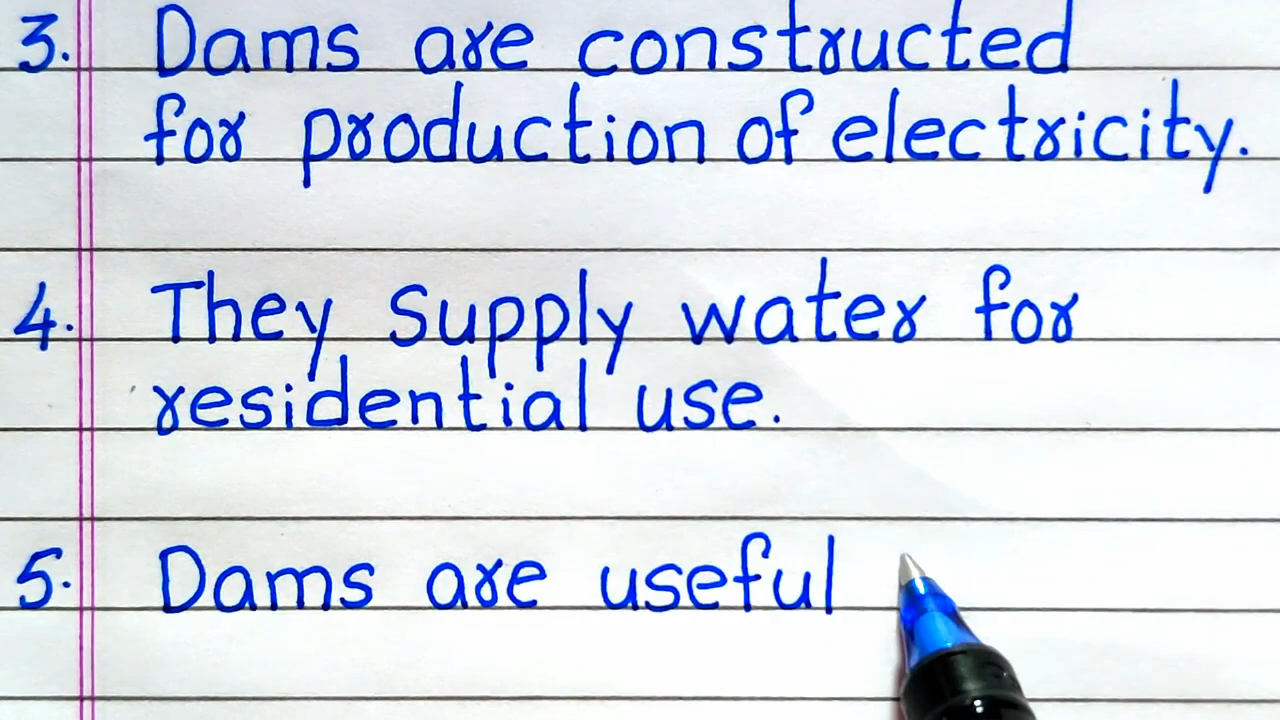 3. Dams are constructed
for production of electricity.
4. They supply water for
residential use.
5. Dams are useful